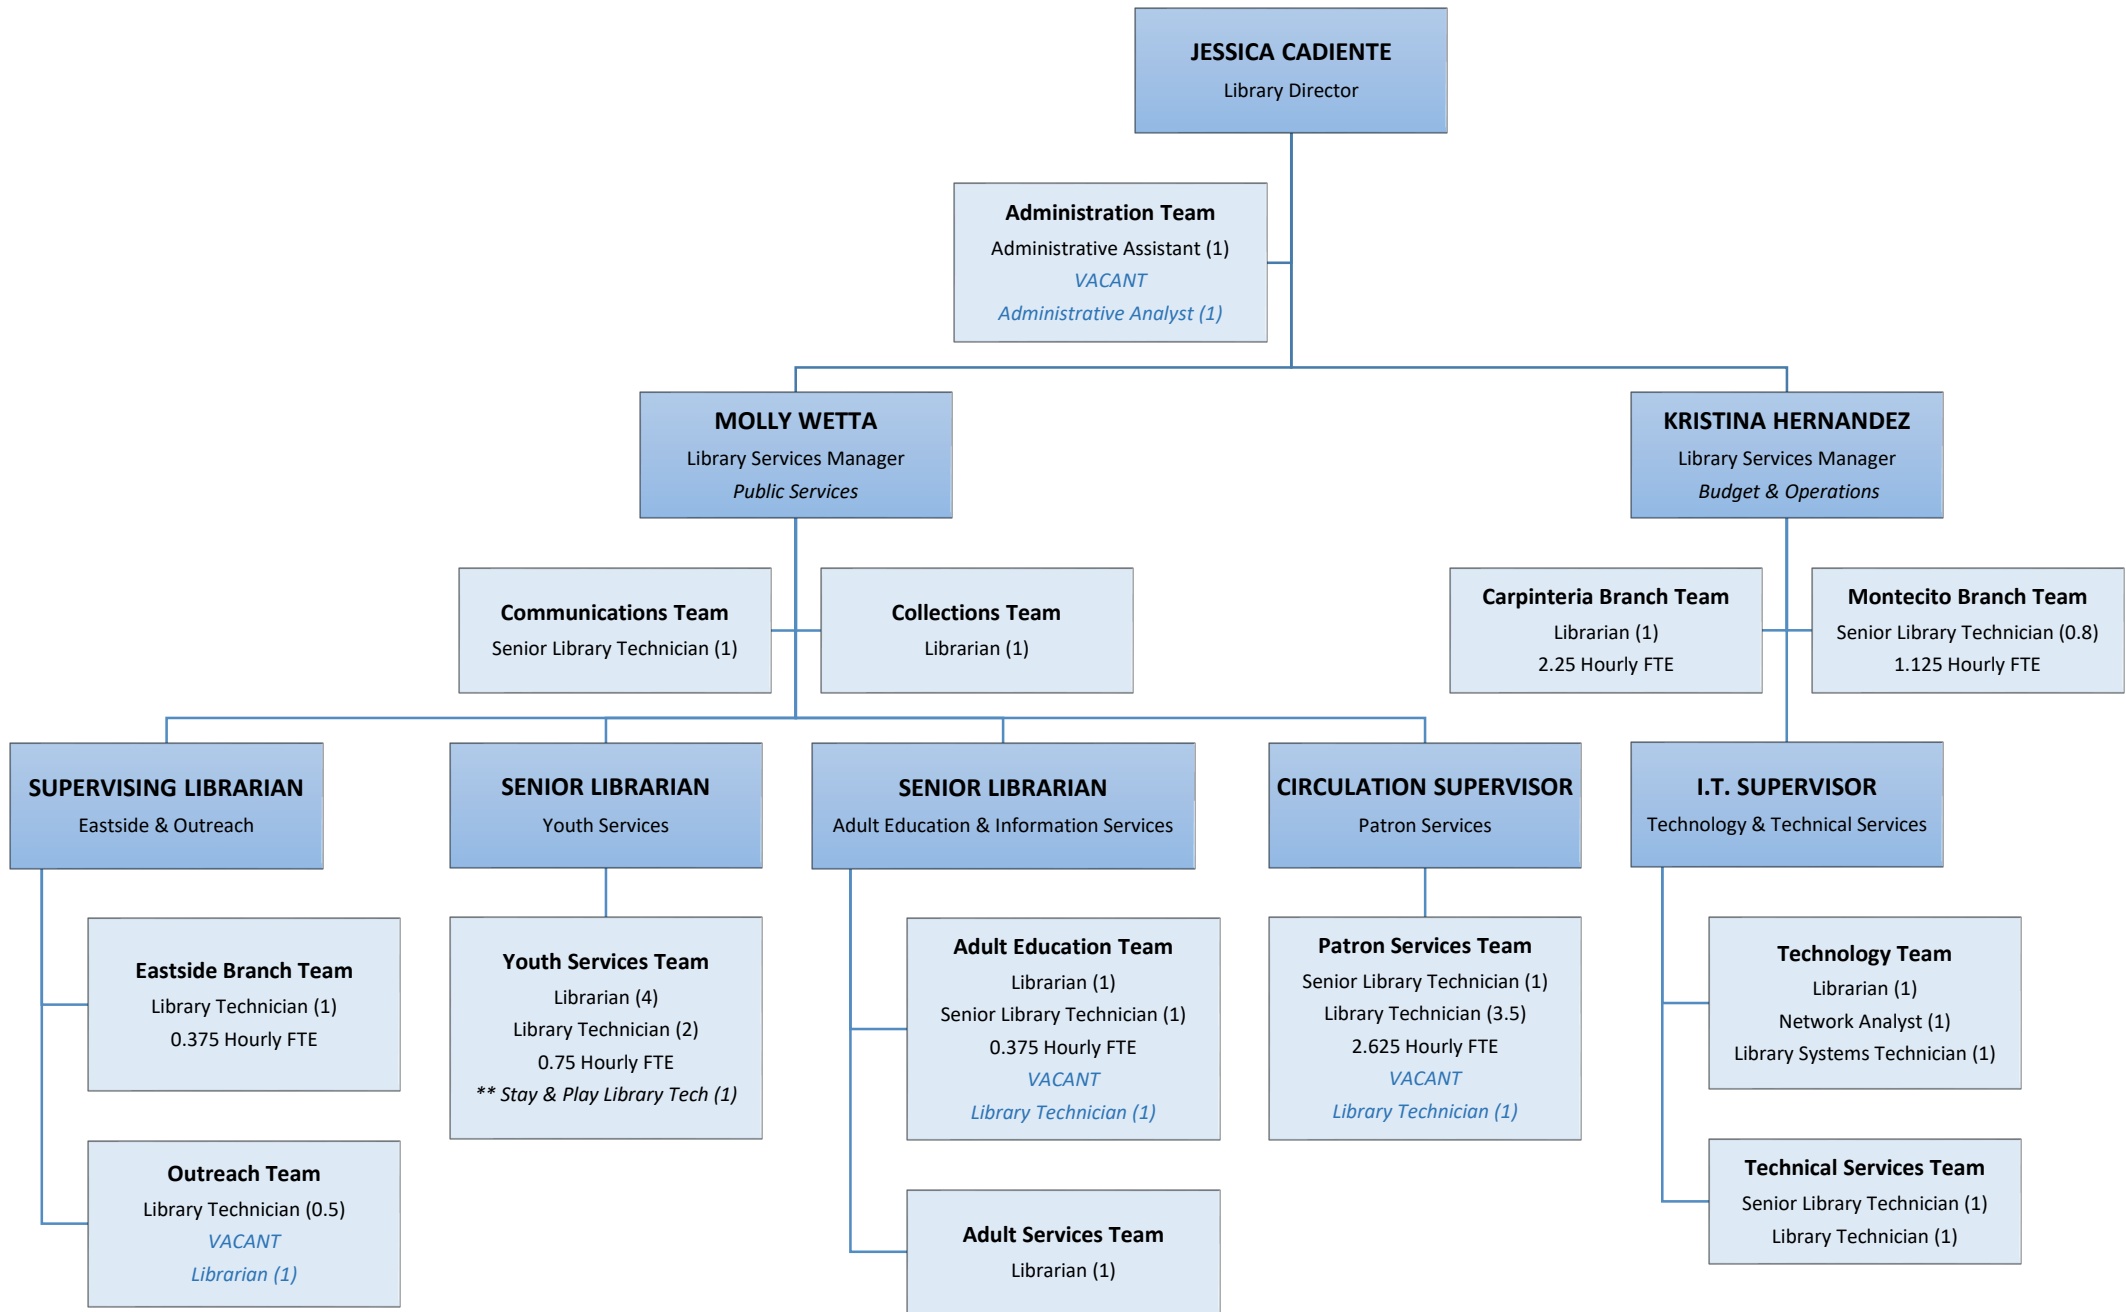 JESSICA CADIENTE
Library Director
Administration Team
Administrative Assistant (1)
VACANT
Administrative Analyst (1)
MOLLY WETTA
Library Services Manager
Public Services
KRISTINA HERNANDEZ
Library Services Manager
Budget & Operations
Communications Team
Senior Library Technician (1)
Collections Team
Librarian (1)
Carpinteria Branch Team
Librarian (1)
2.25 Hourly FTE
Montecito Branch Team
Senior Library Technician (0.8)
1.125 Hourly FTE
SUPERVISING LIBRARIAN
Eastside & Outreach
SENIOR LIBRARIAN
Youth Services
SENIOR LIBRARIAN
Adult Education & Information Services
CIRCULATION SUPERVISOR
Patron Services
I.T. SUPERVISOR
Technology & Technical Services
Eastside Branch Team
Library Technician (1)
0.375 Hourly FTE
Youth Services Team
Librarian (4)
Library Technician (2)
0.75 Hourly FTE
** Stay & Play Library Tech (1)
Adult Education Team
Librarian (1)
Senior Library Technician (1)
0.375 Hourly FTE
VACANT
Library Technician (1)
Patron Services Team
Senior Library Technician (1)
Library Technician (3.5)
2.625 Hourly FTE
VACANT
Library Technician (1)
Technology Team
Librarian (1)
Network Analyst (1)
Library Systems Technician (1)
Outreach Team
Library Technician (0.5)
VACANT
Librarian (1)
Adult Services Team
Librarian (1)
Technical Services Team
Senior Library Technician (1)
Library Technician (1)